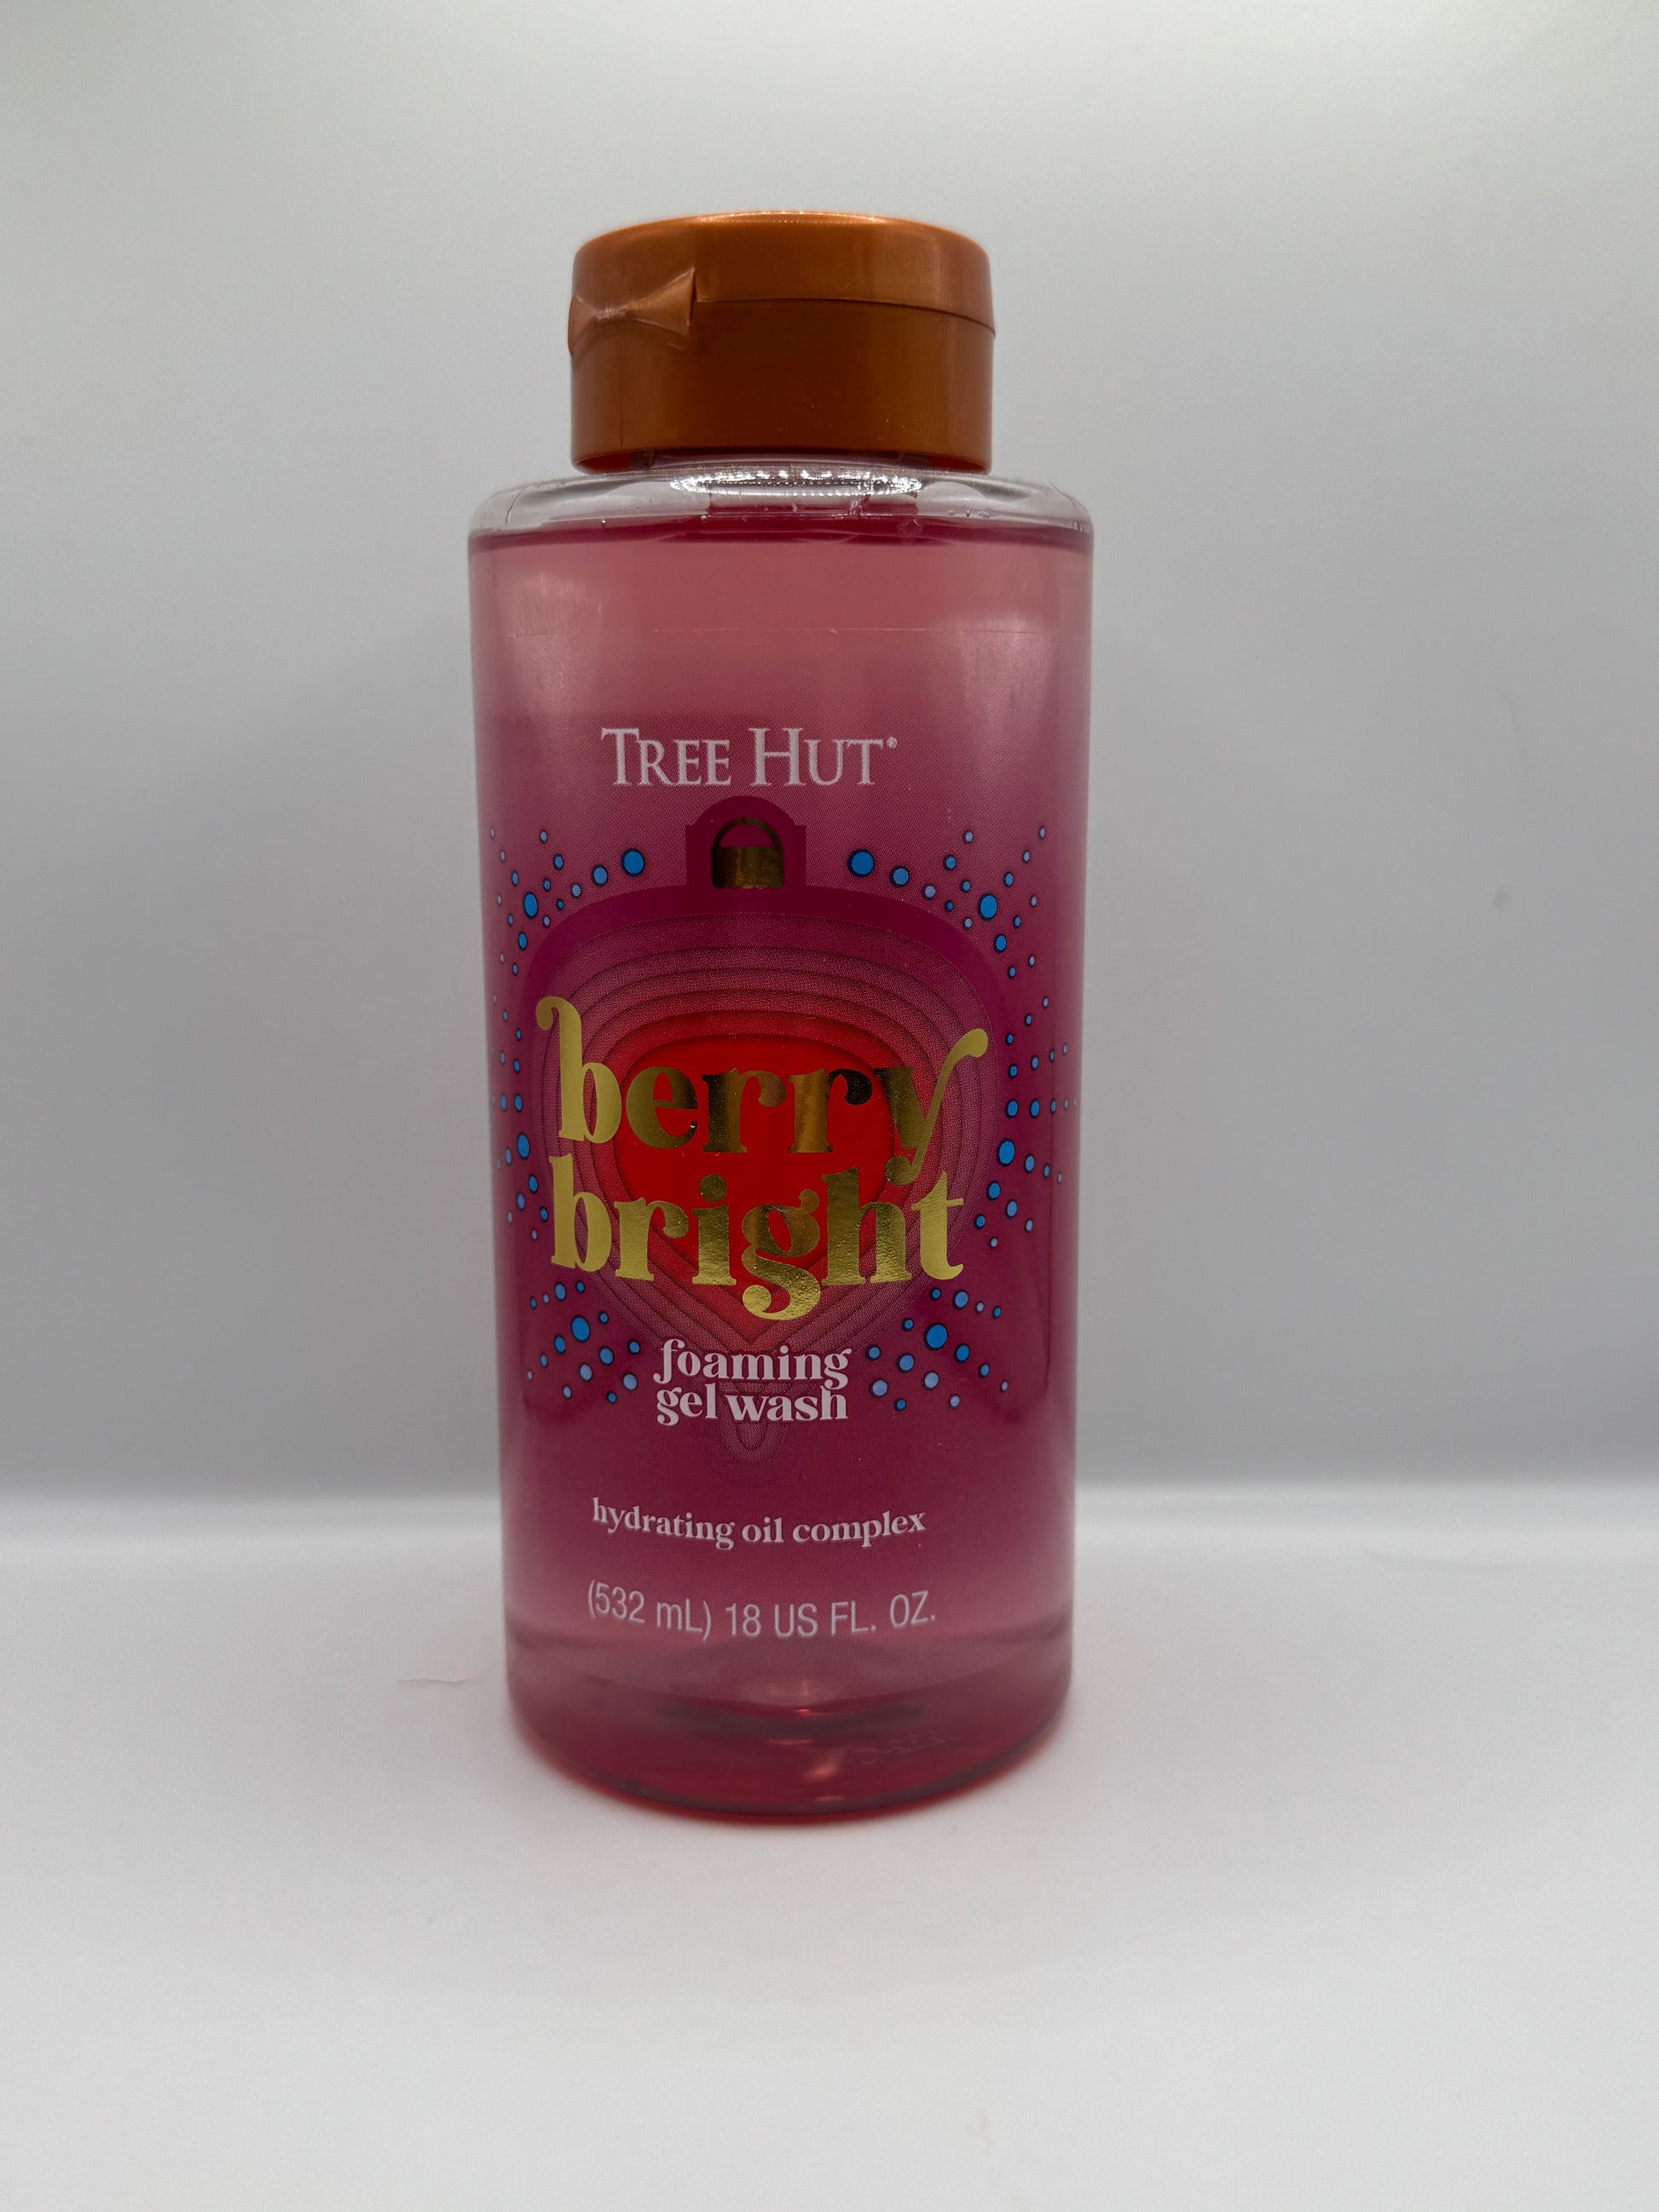 TREE HUT®
berry
bright
foaming
gel wash
hydrating oil complex
(532 mL) 18 US FL. OZ.